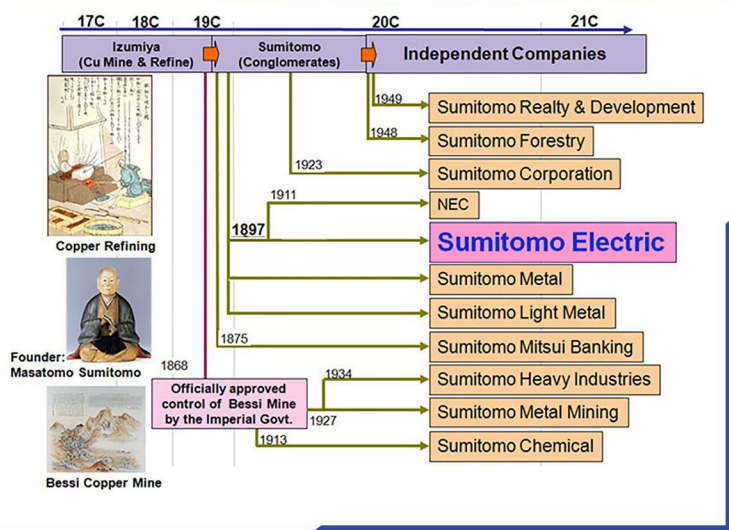 17C 18C 19C 20C 21C
Izumiya
(Cu Mine & Refine)
Sumitomo
(Conglomerates)
Independent Companies
1949
Sumitomo Realty & Development
1948
Sumitomo Forestry
1923
Sumitomo Corporation
1911
NEC
1897
Sumitomo Electric
Copper Refining
Sumitomo Metal
Sumitomo Light Metal
1875
Sumitomo Mitsui Banking
Founder:
Masatomo Sumitomo
1868
Officially approved
control of Bessi Mine
by the Imperial Govt.
1934
Sumitomo Heavy Industries
1927
Sumitomo Metal Mining
1913
Sumitomo Chemical
Bessi Copper Mine